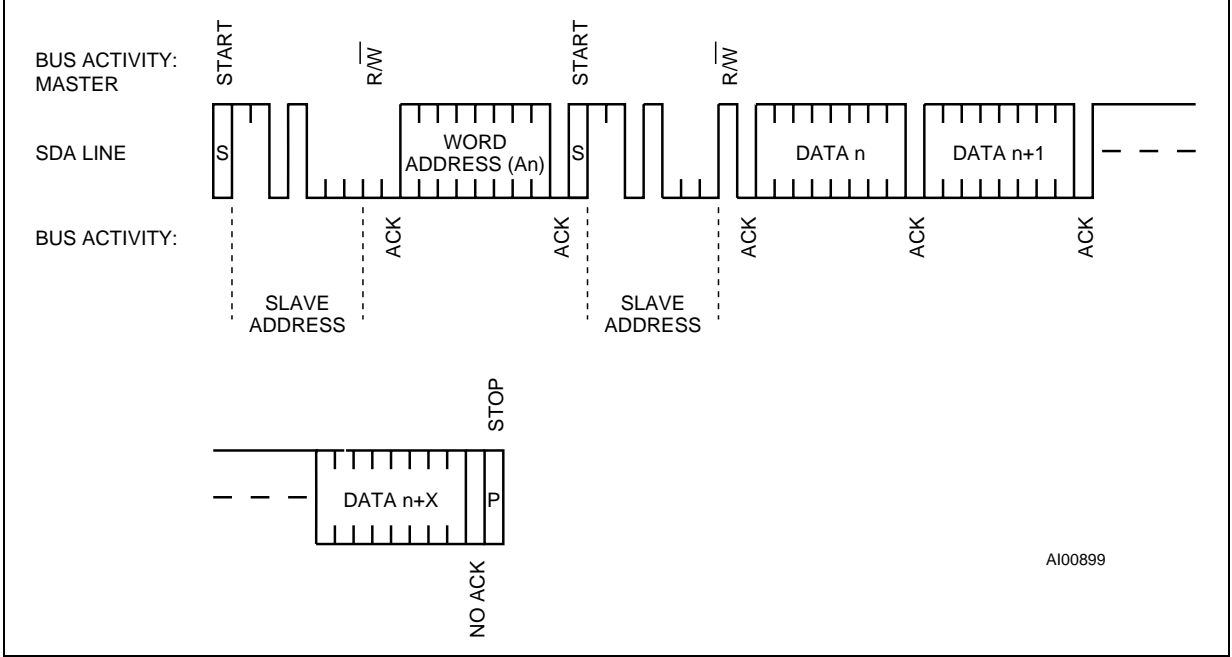 START
R/W
START
R/W
BUS ACTIVITY:
MASTER
SDA LINE
S
WORD
ADDRESS (An)
S
DATA n
DATA n+1
BUS ACTIVITY:
ACK
ACK
ACK
ACK
ACK
SLAVE
ADDRESS
SLAVE
ADDRESS
STOP
DATA n+X
P
NO ACK
AI00899